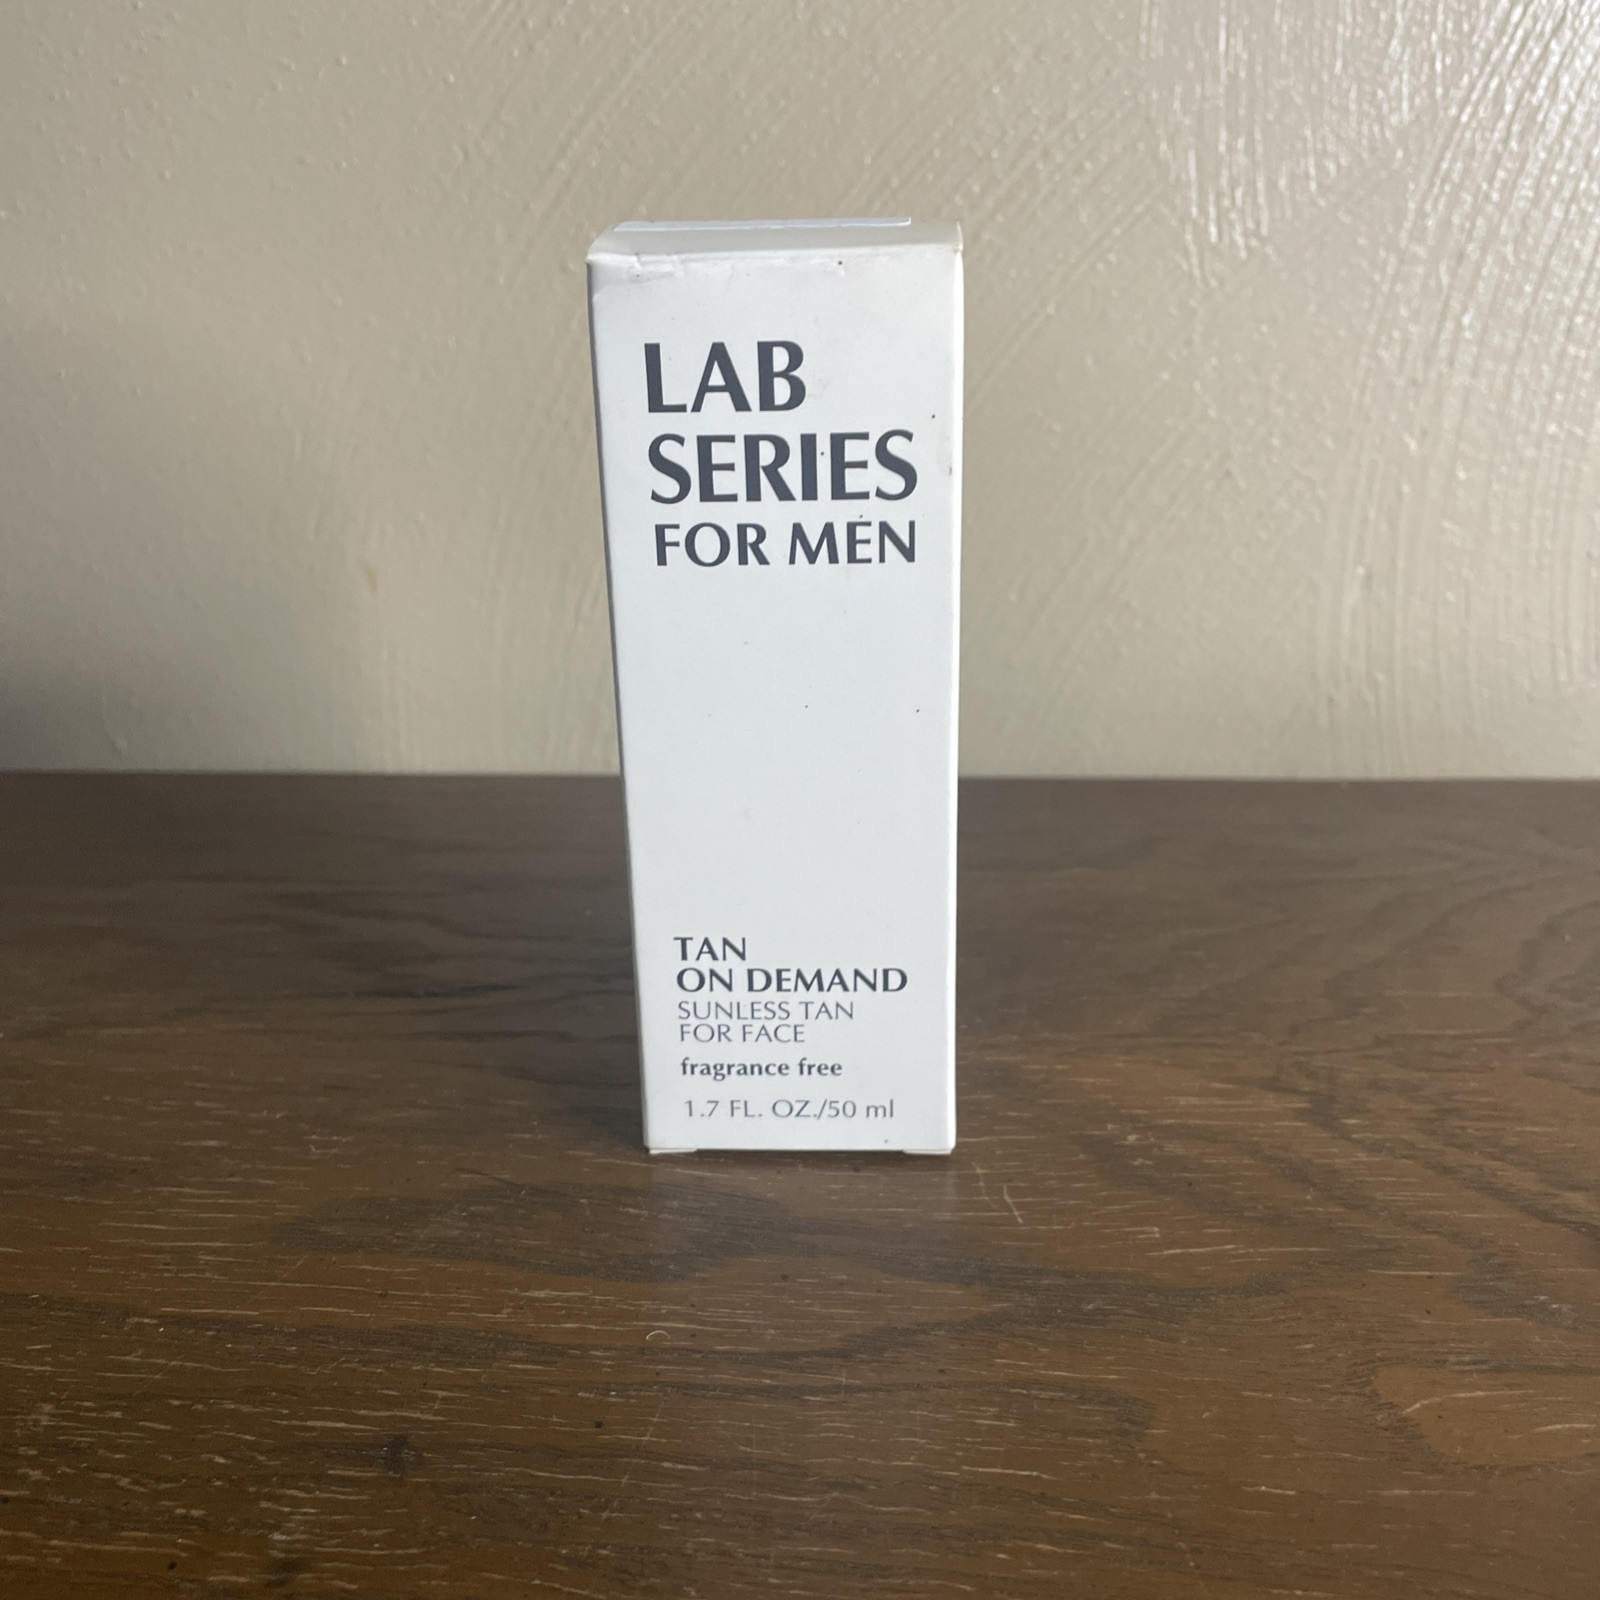 LAB
SERIES
FOR MEN
TAN
ON DEMAND
SUNLESS TAN
FOR FACE
fragrance free
1.7 FL. OZ./50 ml